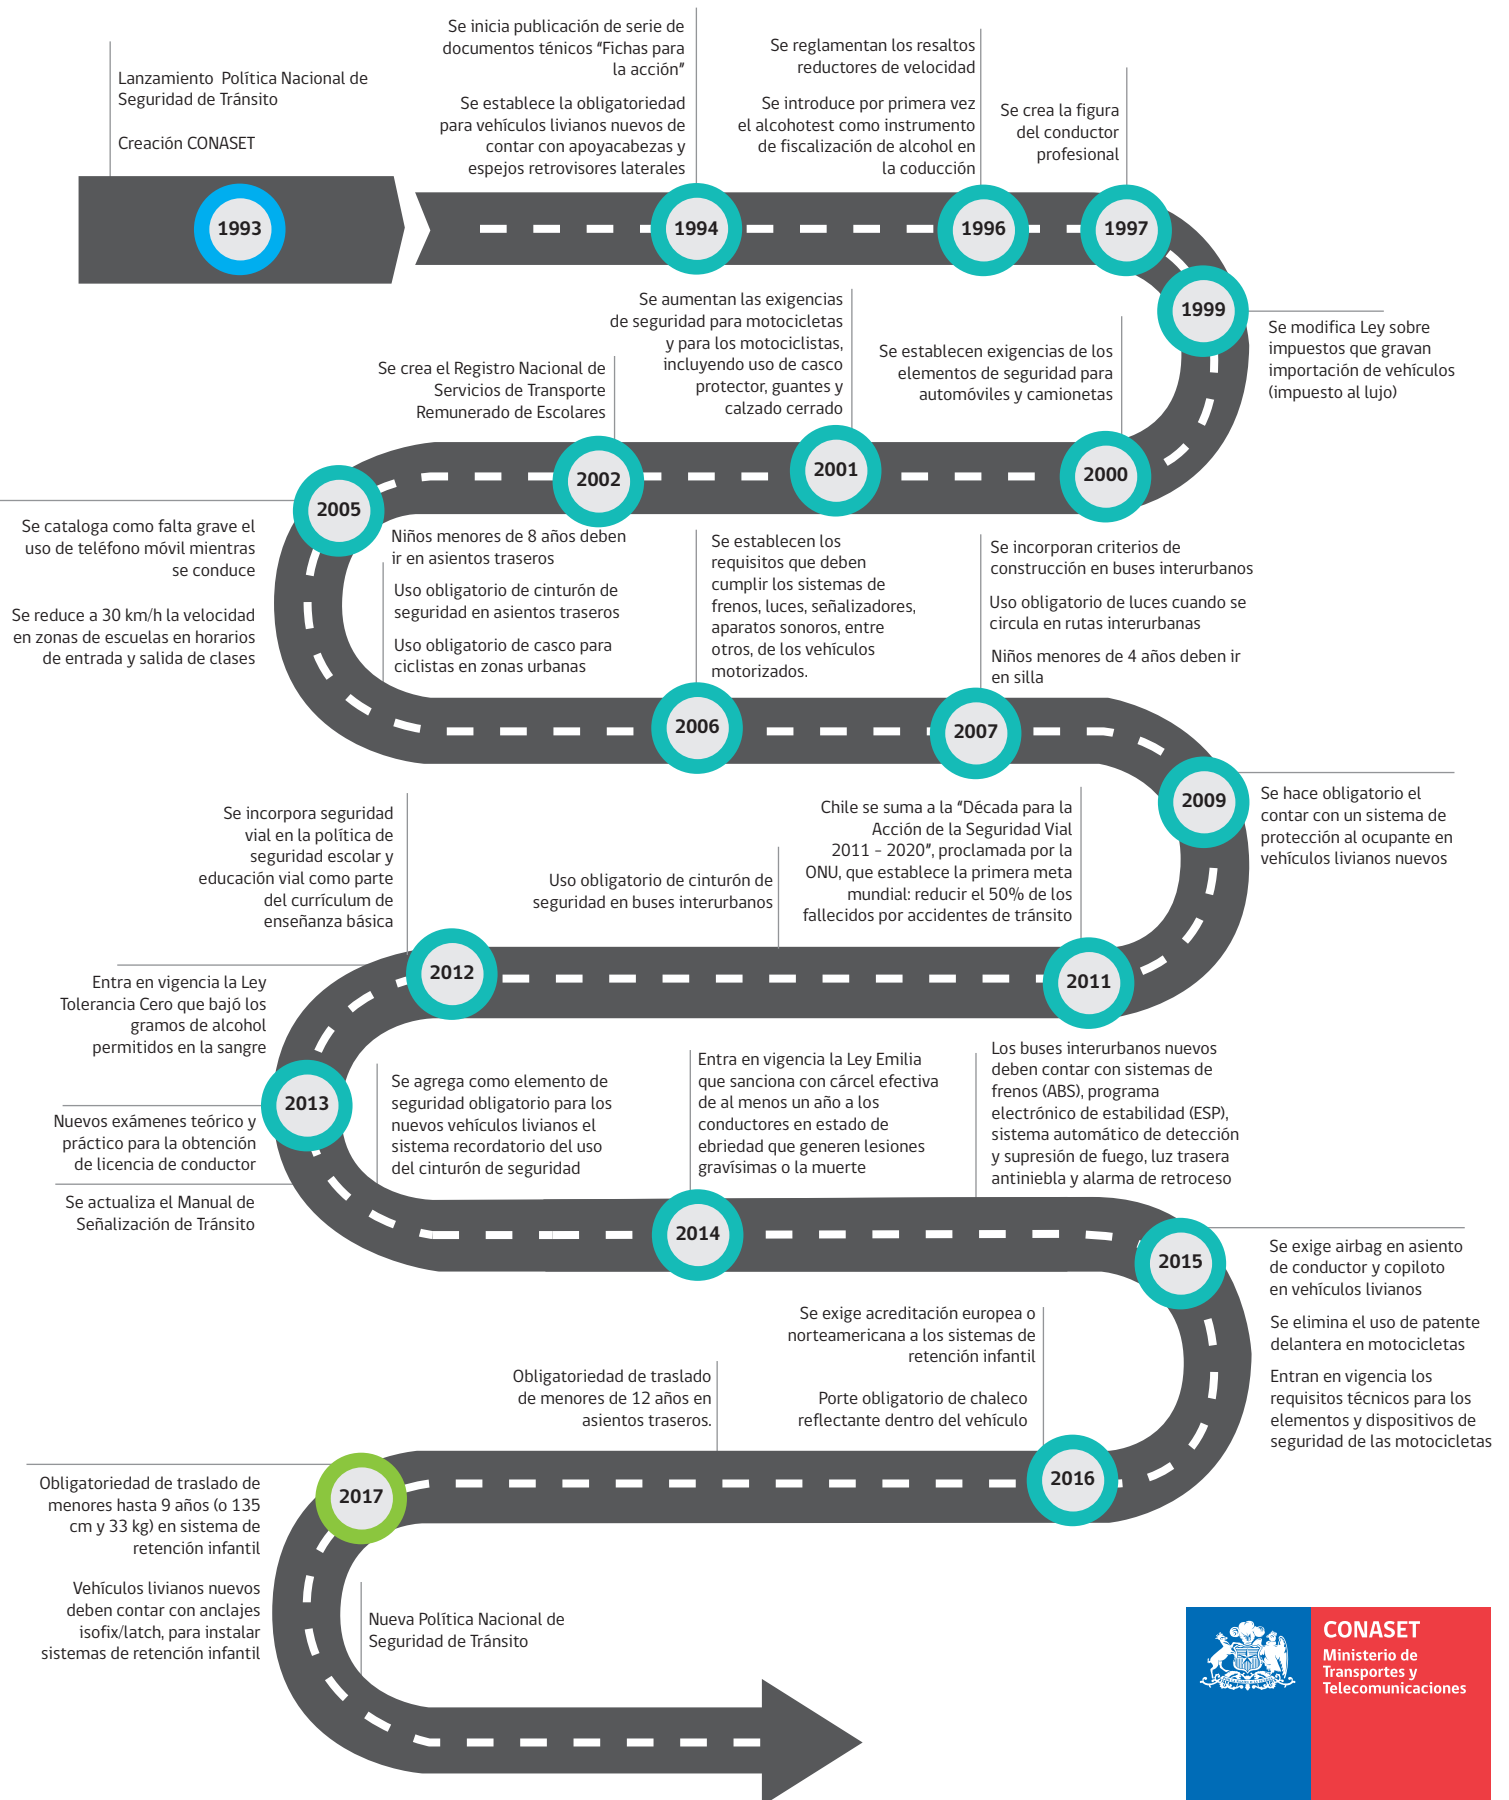 Lanzamiento  Política Nacional de
Seguridad de Tránsito
Creación CONASET
1993
Se inicia publicación de serie de
documentos ténicos "Fichas para
la acción"
Se establece la obligatoriedad
para vehículos livianos nuevos de
contar con apoyacabezas y
espejos retrovisores laterales
1994
Se reglamentan los resaltos
reductores de velocidad
Se introduce por primera vez
el alcohotest como instrumento
de fiscalización de alcohol en
la coducción
1996
Se crea la figura
del conductor
profesional
1997
1999
Se modifica Ley sobre
impuestos que gravan
importación de vehículos
(impuesto al lujo)
Se establecen exigencias de los
elementos de seguridad para
automóviles y camionetas
2000
Se aumentan las exigencias
de seguridad para motocicletas
y para los motociclistas,
incluyendo uso de casco
protector, guantes y
calzado cerrado
2001
Se crea el Registro Nacional de
Servicios de Transporte
Remunerado de Escolares
2002
2005
Se cataloga como falta grave el
uso de teléfono móvil mientras
se conduce
Se reduce a 30 km/h la velocidad
en zonas de escuelas en horarios
de entrada y salida de clases
Niños menores de 8 años deben
ir en asientos traseros
Uso obligatorio de cinturón de
seguridad en asientos traseros
Uso obligatorio de casco para
ciclistas en zonas urbanas
Se establecen los
requisitos que deben
cumplir los sistemas de
frenos, luces, señalizadores,
aparatos sonoros, entre
otros, de los vehículos
motorizados.
2006
Se incorporan criterios de
construcción en buses interurbanos
Uso obligatorio de luces cuando se
circula en rutas interurbanas
Niños menores de 4 años deben ir
en silla
2007
2009
Se hace obligatorio el
contar con un sistema de
protección al ocupante en
vehículos livianos nuevos
Chile se suma a la "Década para la
Acción de la Seguridad Vial
2011 – 2020", proclamada por la
ONU, que establece la primera meta
mundial: reducir el 50% de los
fallecidos por accidentes de tránsito
2011
Uso obligatorio de cinturón de
seguridad en buses interurbanos
Se incorpora seguridad
vial en la política de
seguridad escolar y
educación vial como parte
del currículum de
enseñanza básica
2012
Entra en vigencia la Ley
Tolerancia Cero que bajó los
gramos de alcohol
permitidos en la sangre
2013
Nuevos exámenes teórico y
práctico para la obtención
de licencia de conductor
Se actualiza el Manual de
Señalización de Tránsito
Se agrega como elemento de
seguridad obligatorio para los
nuevos vehículos livianos el
sistema recordatorio del uso
del cinturón de seguridad
Entra en vigencia la Ley Emilia
que sanciona con cárcel efectiva
de al menos un año a los
conductores en estado de
ebriedad que generen lesiones
gravísimas o la muerte
2014
Los buses interurbanos nuevos
deben contar con sistemas de
frenos (ABS), programa
electrónico de estabilidad (ESP),
sistema automático de detección
y supresión de fuego, luz trasera
antiniebla y alarma de retroceso
2015
Se exige airbag en asiento
de conductor y copiloto
en vehículos livianos
Se elimina el uso de patente
delantera en motocicletas
Entran en vigencia los
requisitos técnicos para los
elementos y dispositivos de
seguridad de las motocicletas
Se exige acreditación europea o
norteamericana a los sistemas de
retención infantil
Porte obligatorio de chaleco
reflectante dentro del vehículo
2016
Obligatoriedad de traslado
de menores de 12 años en
asientos traseros.
2017
Obligatoriedad de traslado de
menores hasta 9 años (o 135
cm y 33 kg) en sistema de
retención infantil
Vehículos livianos nuevos
deben contar con anclajes
isofix/latch, para instalar
sistemas de retención infantil
Nueva Política Nacional de
Seguridad de Tránsito
CONASET
Ministerio de
Transportes y
Telecomunicaciones